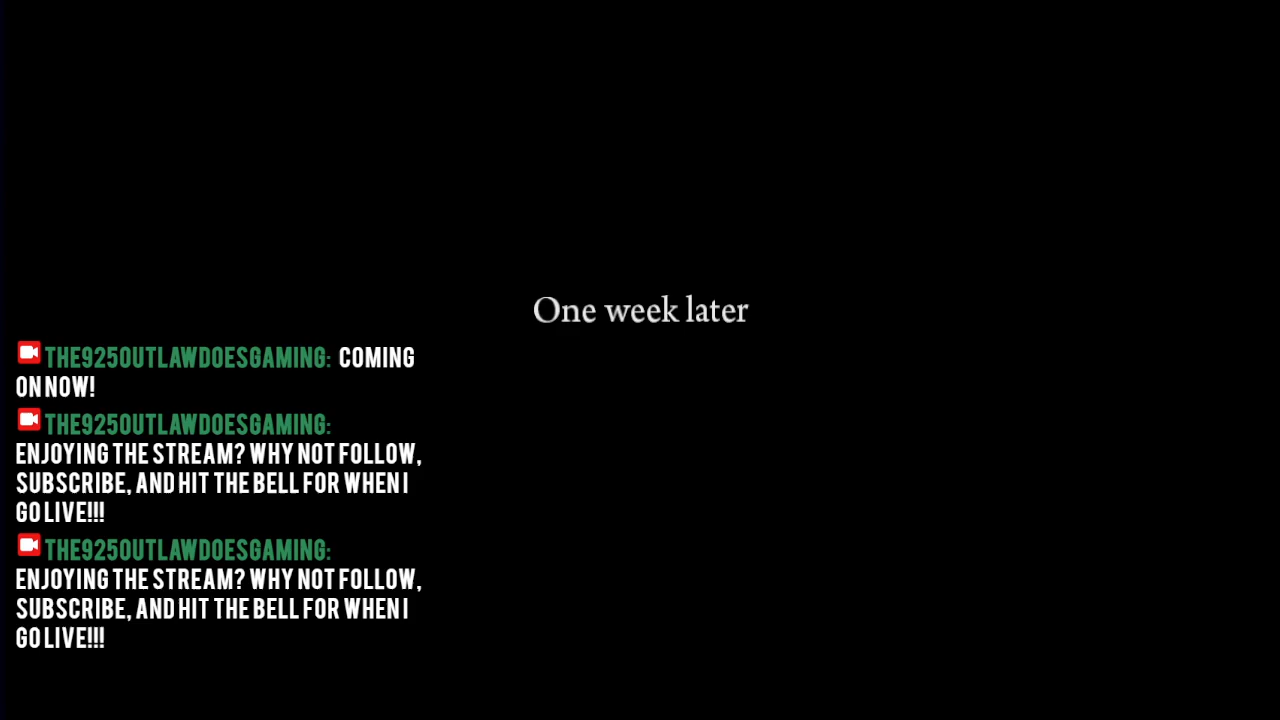 One week later
THE925OUTLAWDOESGAMING: COMING
ON NOW!
THE925OUTLAWDOESGAMING:
ENJOYING THE STREAM? WHY NOT FOLLOW,
SUBSCRIBE, AND HIT THE BELL FOR WHEN I
GO LIVE!!!
THE925OUTLAWDOESGAMING:
ENJOYING THE STREAM? WHY NOT FOLLOW,
SUBSCRIBE, AND HIT THE BELL FOR WHEN I
GO LIVE!!!